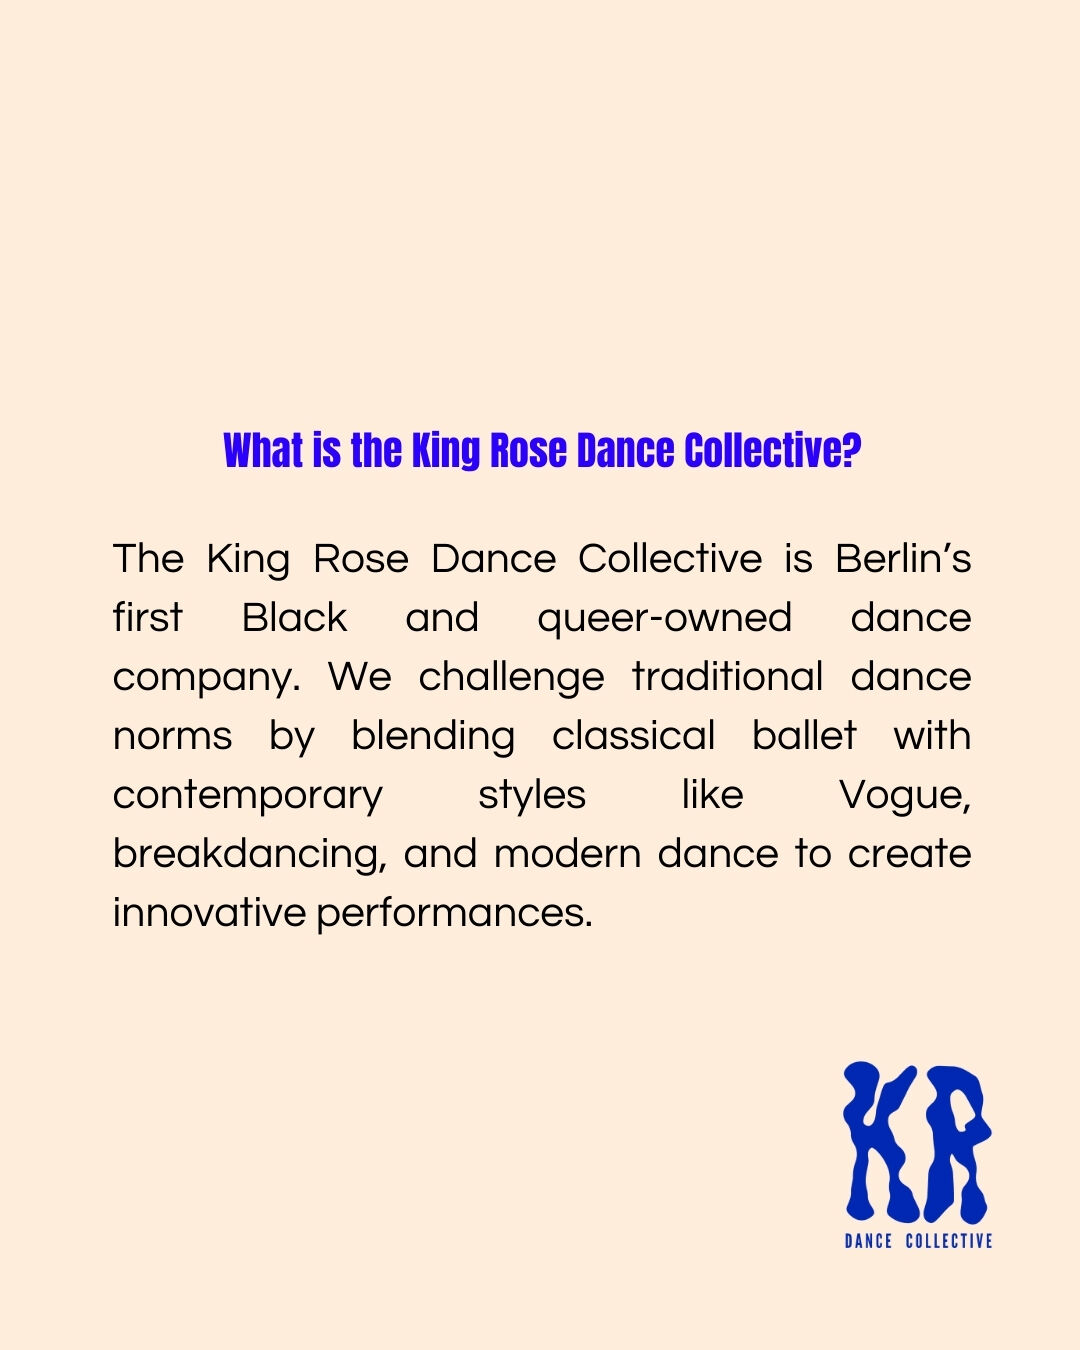 What is the King Rose Dance Collective?
The King Rose Dance Collective is Berlin’s
first Black and queer-owned dance
company. We challenge traditional dance
norms by blending classical ballet with
contemporary styles like Vogue,
breakdancing, and modern dance to create
innovative performances.
KR
DANCE COLLECTIVE